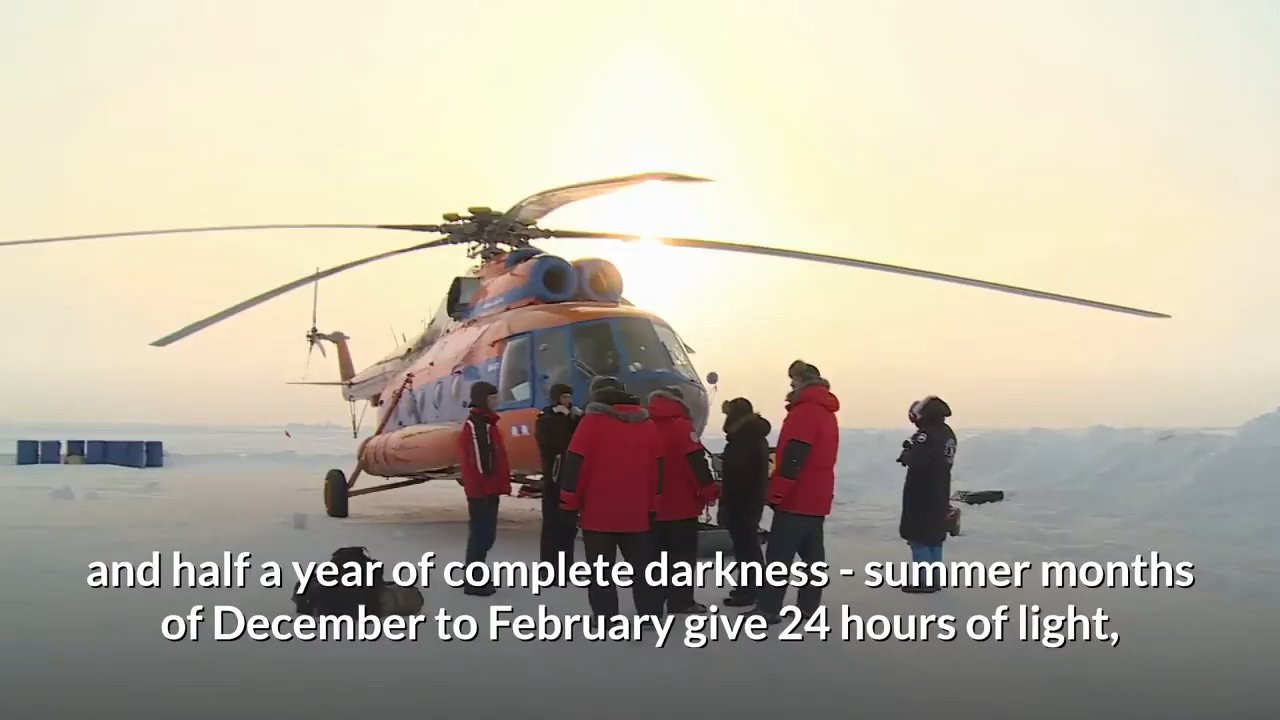 and half a year of complete darkness - summer months
of December to February give 24 hours of light,